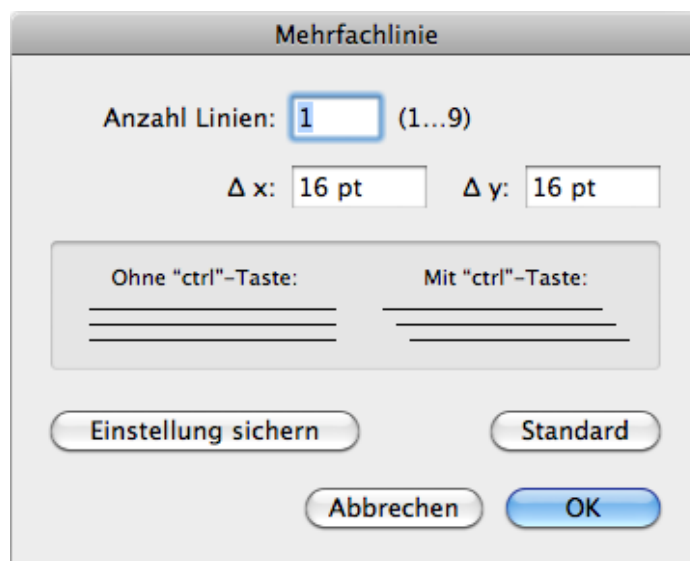 Mehrfachlinie
Anzahl Linien: 1 (1...9)
Δ x: 16 pt Δ y: 16 pt
Ohne “ctrl”-Taste: Mit “ctrl”-Taste:
Einstellung sichern Standard
Abbrechen OK